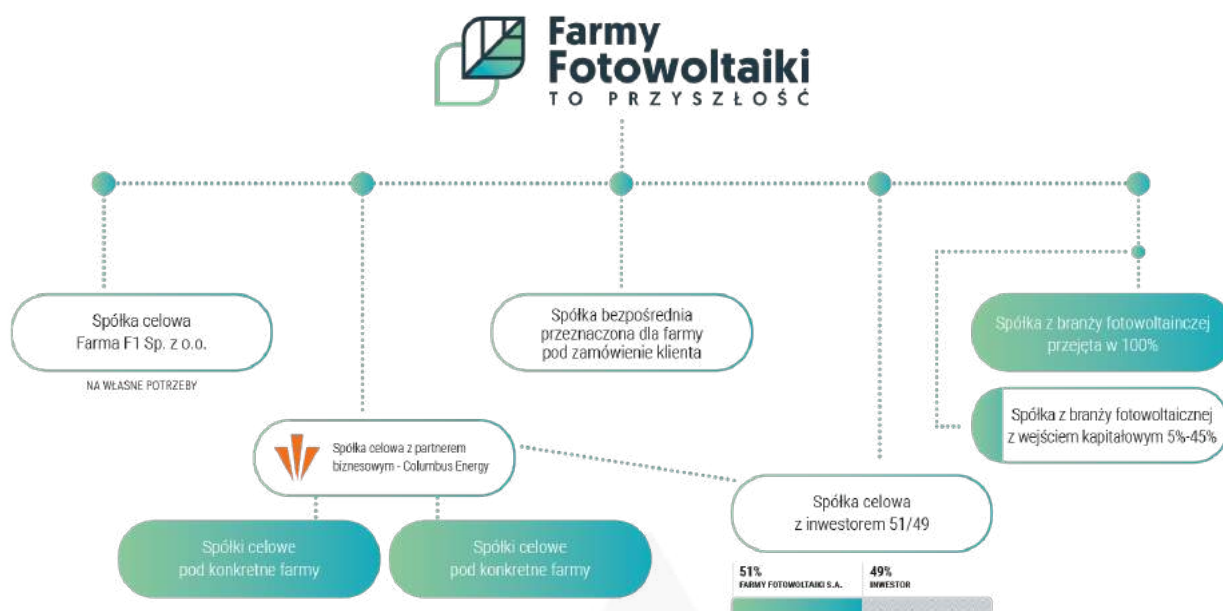 Farmy
Fotowoltaiki
TO PRZYSZŁOŚĆ
Spółka celowa
Farma F1 Sp. z o.o.
NA WŁASNE POTRZEBY
Spółka bezpośrednia
przeznaczona dla farmy
pod zamówienie klienta
Spółka z branży fotowoltainczej
przejęta w 100%
Spółka z branży fotowoltaicznej
z wejściem kapitałowym 5%-45%
Spółka celowa z partnerem
biznesowym - Columbus Energy
Spółka celowa
z inwestorem 51/49
Spółki celowe
pod konkretne farmy
Spółki celowe
pod konkretne farmy
51%
FARMY FOTOWOLTAIKI S.A.
49%
INWESTOR